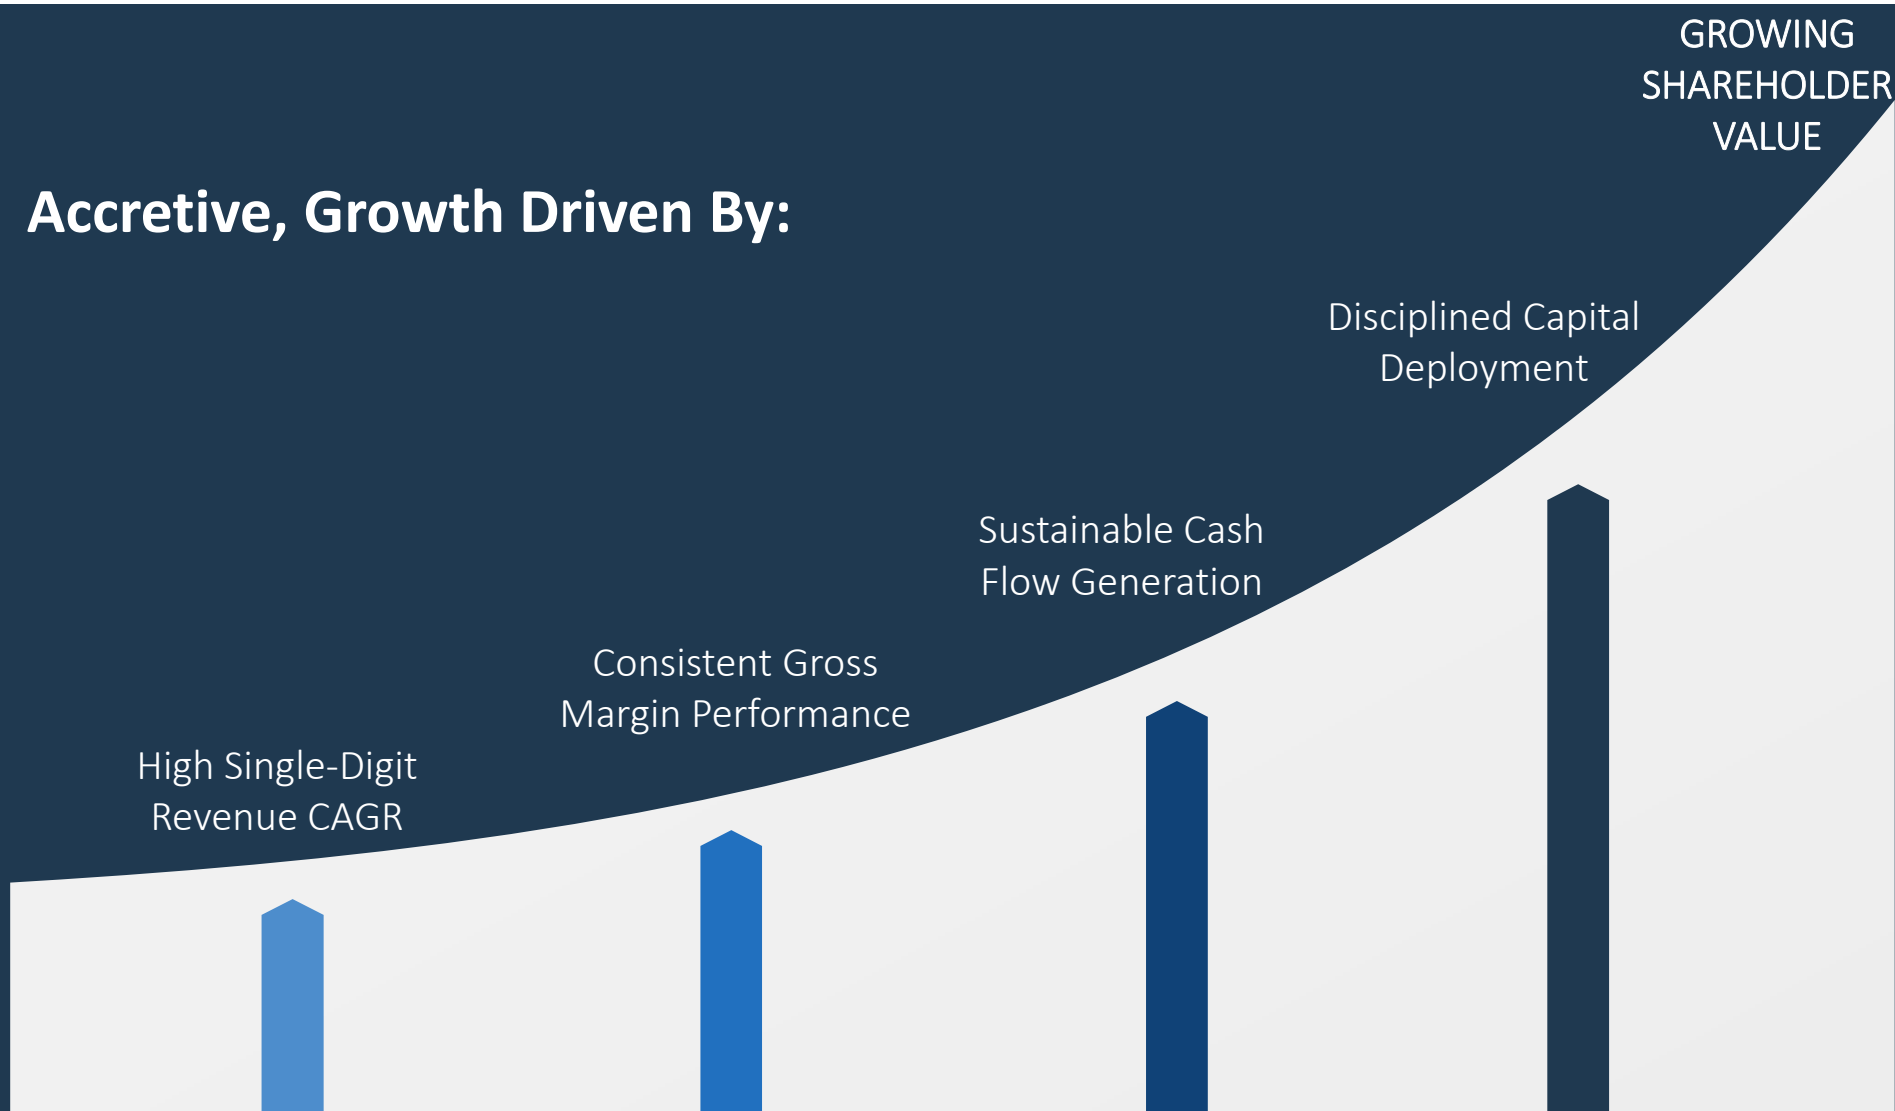 GROWING
SHAREHOLDER
VALUE
Accretive, Growth Driven By:
Disciplined Capital
Deployment
Sustainable Cash
Flow Generation
Consistent Gross
Margin Performance
High Single-Digit
Revenue CAGR